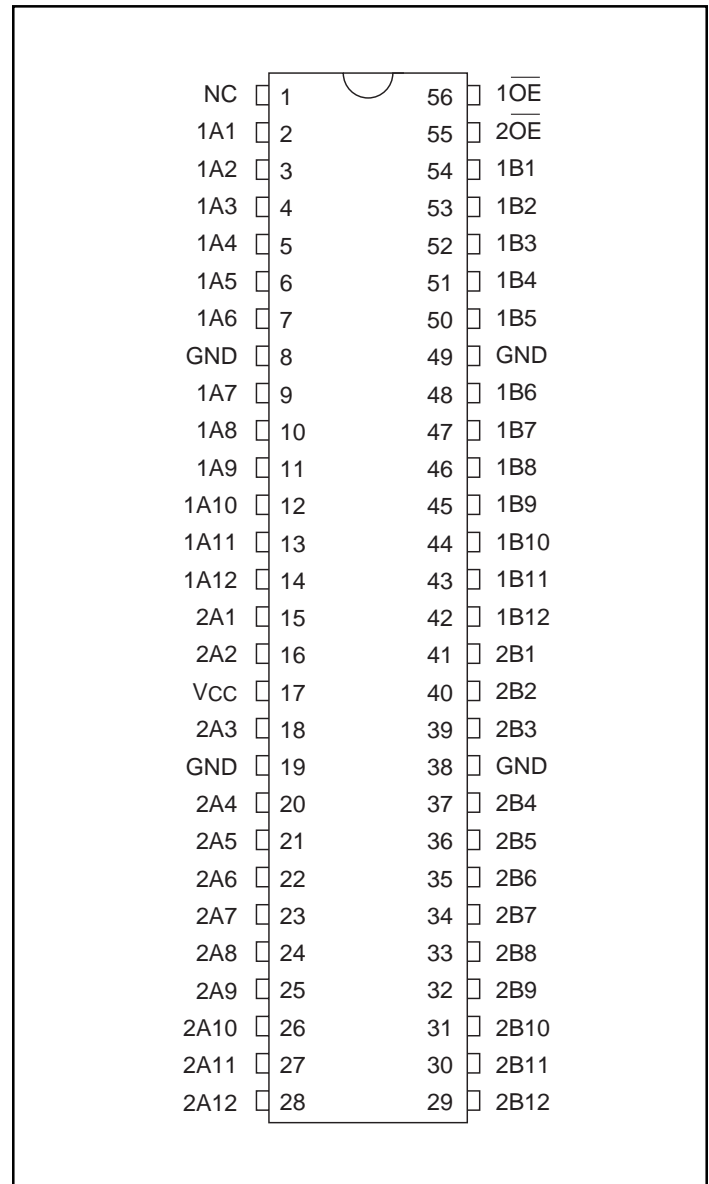 NC 1 56 1O̅E̅
1A1 2 55 2O̅E̅
1A2 3 54 1B1
1A3 4 53 1B2
1A4 5 52 1B3
1A5 6 51 1B4
1A6 7 50 1B5
GND 8 49 GND
1A7 9 48 1B6
1A8 10 47 1B7
1A9 11 46 1B8
1A10 12 45 1B9
1A11 13 44 1B10
1A12 14 43 1B11
2A1 15 42 1B12
2A2 16 41 2B1
VCC 17 40 2B2
2A3 18 39 2B3
GND 19 38 GND
2A4 20 37 2B4
2A5 21 36 2B5
2A6 22 35 2B6
2A7 23 34 2B7
2A8 24 33 2B8
2A9 25 32 2B9
2A10 26 31 2B10
2A11 27 30 2B11
2A12 28 29 2B12